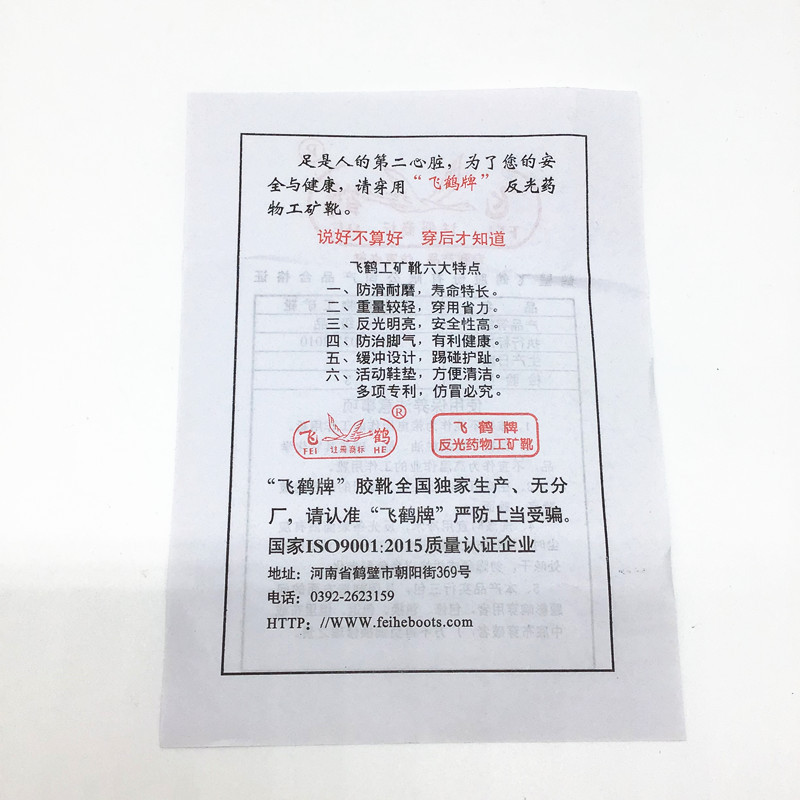 足是人的第二心脏，为了您的安
全与健康，请穿用“飞鹤牌”反光药
物工矿靴。
说好不算好 穿后才知道
飞鹤工矿靴六大特点
一、防滑耐磨，寿命特长。
二、重量较轻，穿用省力。
三、反光明亮，安全性高。
四、防治脚气，有利健康。
五、缓冲设计，踢碰护趾。
六、活动鞋垫，方便清洁。
多项专利，仿冒必究。
飞 鹤 ®
FEI 注册商标 HE
飞鹤牌
反光药物工矿靴
“飞鹤牌”胶靴全国独家生产、无分
厂，请认准“飞鹤牌”严防上当受骗。
国家ISO9001:2015质量认证企业
地址：河南省鹤壁市朝阳街369号
电话：0392-2623159
HTTP：//WWW.feiheboots.com